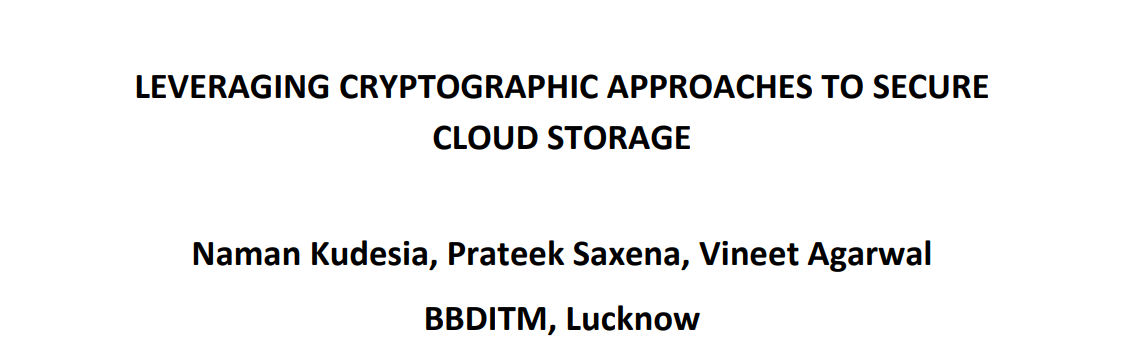 LEVERAGING CRYPTOGRAPHIC APPROACHES TO SECURE
CLOUD STORAGE
Naman Kudesia, Prateek Saxena, Vineet Agarwal
BBDITM, Lucknow